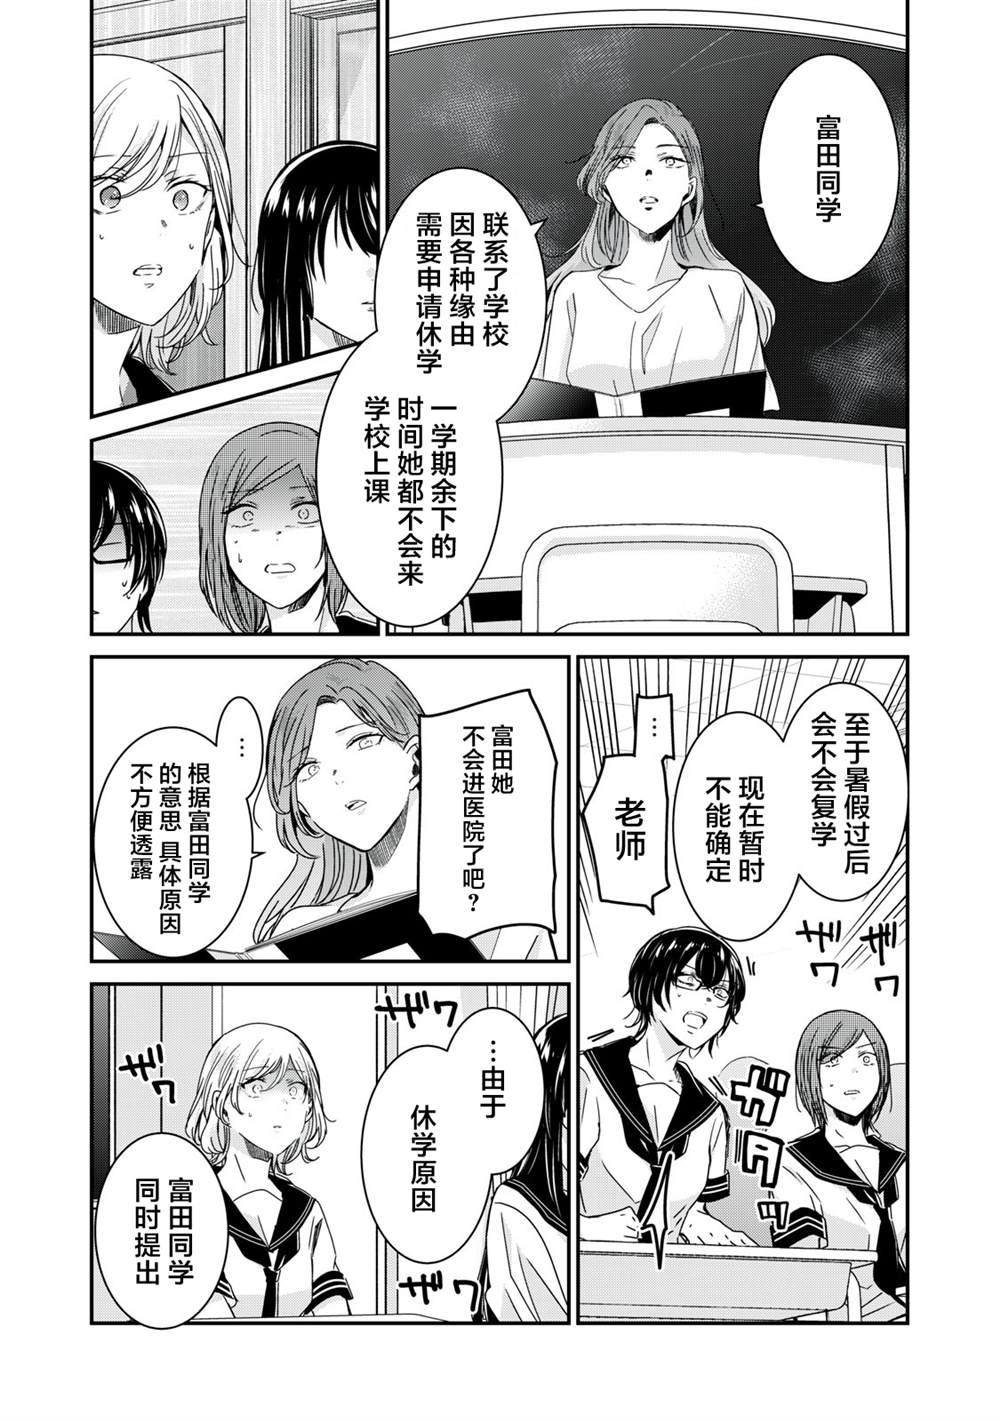 富田同学
联系了学校
因各种缘由
需要申请休学
一学期余下的
时间她都不会来
学校上课
至于暑假过后
会不会复学
现在暂时
不能确定
…
老师
ザワ
ザワ
ガタッ
富田她
不会进医院了吧?
…
根据富田同学
的意思 具体原因
不方便透露
ザワ
ザワ
…由于
休学原因
富田同学
同时提出